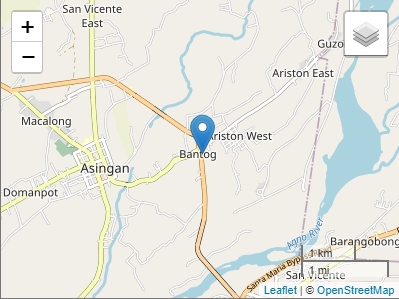 +
−
San Vicente
East
Guzo
Ariston East
Macalong
Ariston West
Bantog
Asingan
Domanpot
Agno River
Barangobong
Santa Maria Bypass
1 km
1 mi
San Vicente
Leaflet | © OpenStreetMap